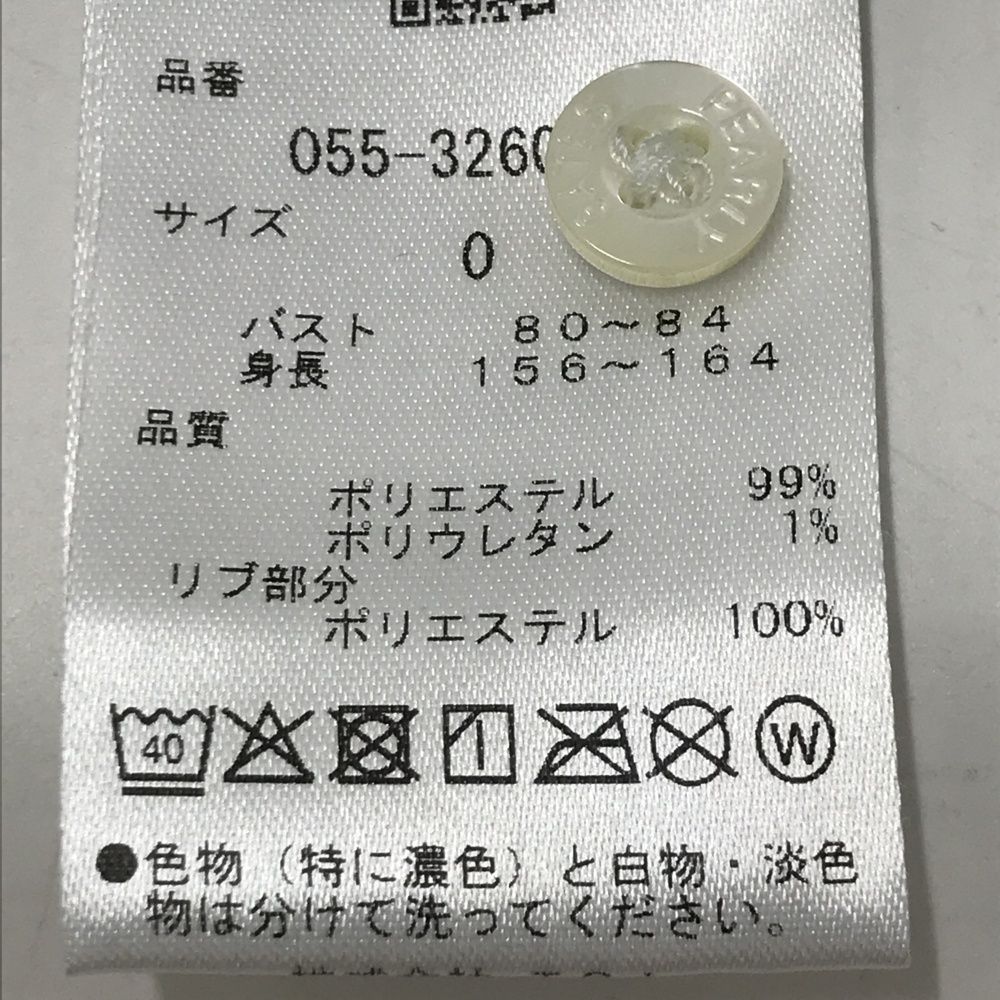 品番
055-3260
サイズ
0
バスト 80～84
身長 156～164
品質
ポリエステル 99%
ポリウレタン 1%
リブ部分
ポリエステル 100%
40
W
●色物（特に濃色）と白物・淡色
物は分けて洗ってください。
PEARLY GATES